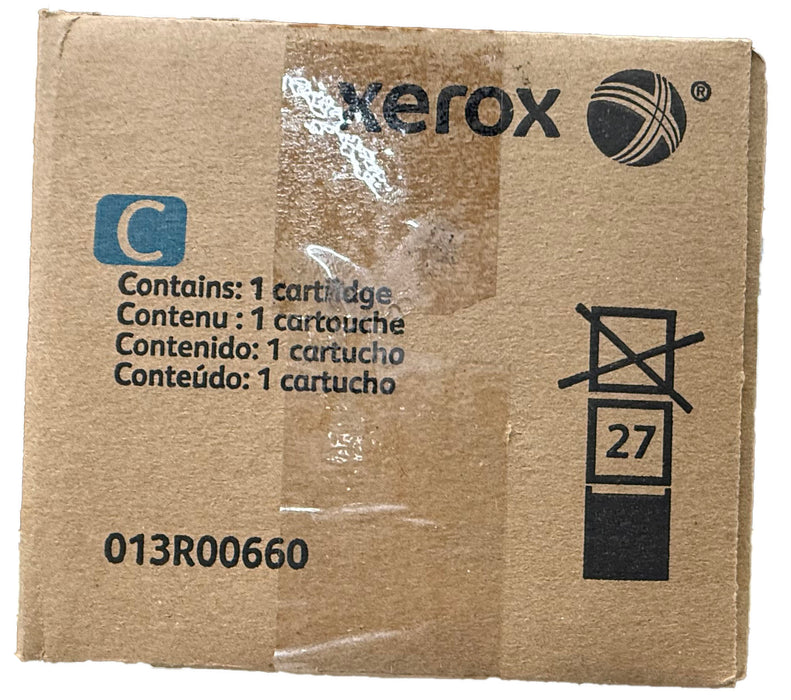 xerox ®
C
Contains: 1 cartridge
Contenu : 1 cartouche
Contenido: 1 cartucho
Conteúdo: 1 cartucho
27
013R00660